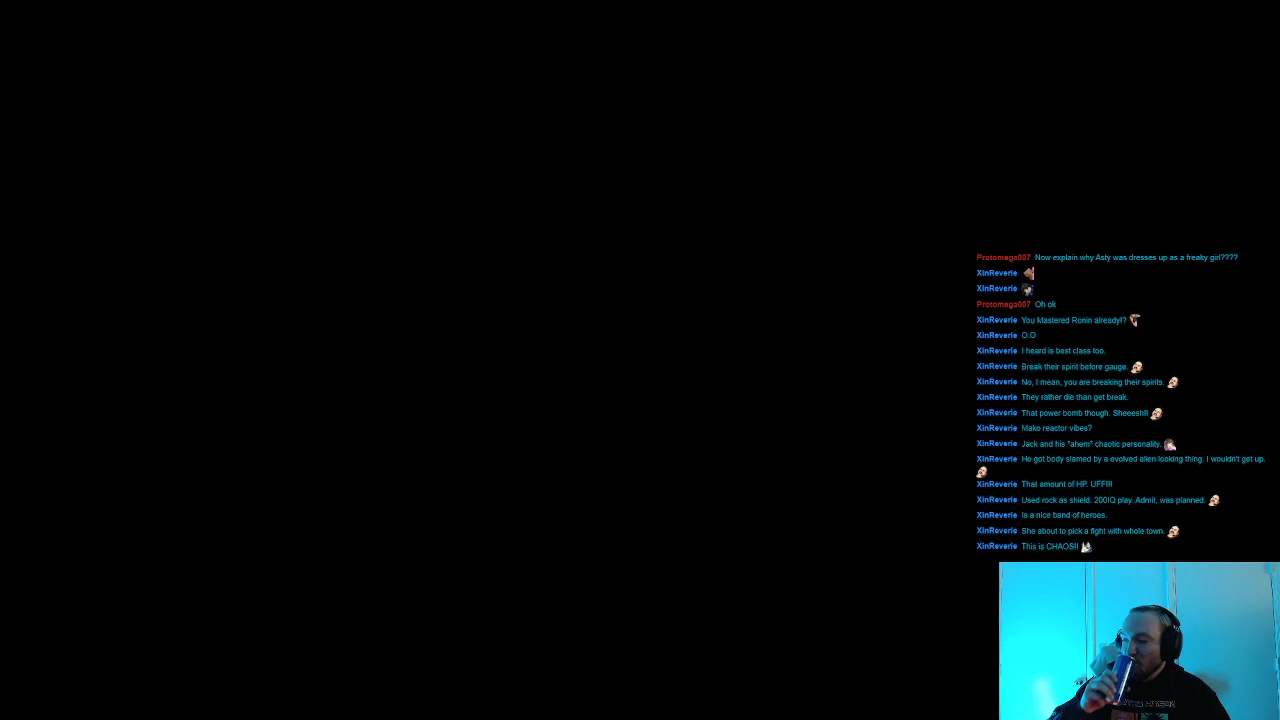 Protomega007 Now explain why Asty was dresses up as a freaky girl????
XinReverie
XinReverie
Protomega007 Oh ok
XinReverie You Mastered Ronin already!?
XinReverie O.O
XinReverie I heard is best class too.
XinReverie Break their spirit before gauge.
XinReverie No, I mean, you are breaking their spirits.
XinReverie They rather die than get break.
XinReverie That power bomb though. Sheeesh!!
XinReverie Mako reactor vibes?
XinReverie Jack and his *ahem* chaotic personality.
XinReverie He got body slamed by a evolved alien looking thing. I wouldn't get up.
XinReverie That amount of HP. UFF!!!
XinReverie Used rock as shield. 200IQ play. Admit, was planned.
XinReverie Is a nice band of heroes.
XinReverie She about to pick a fight with whole town.
XinReverie This is CHAOS!!